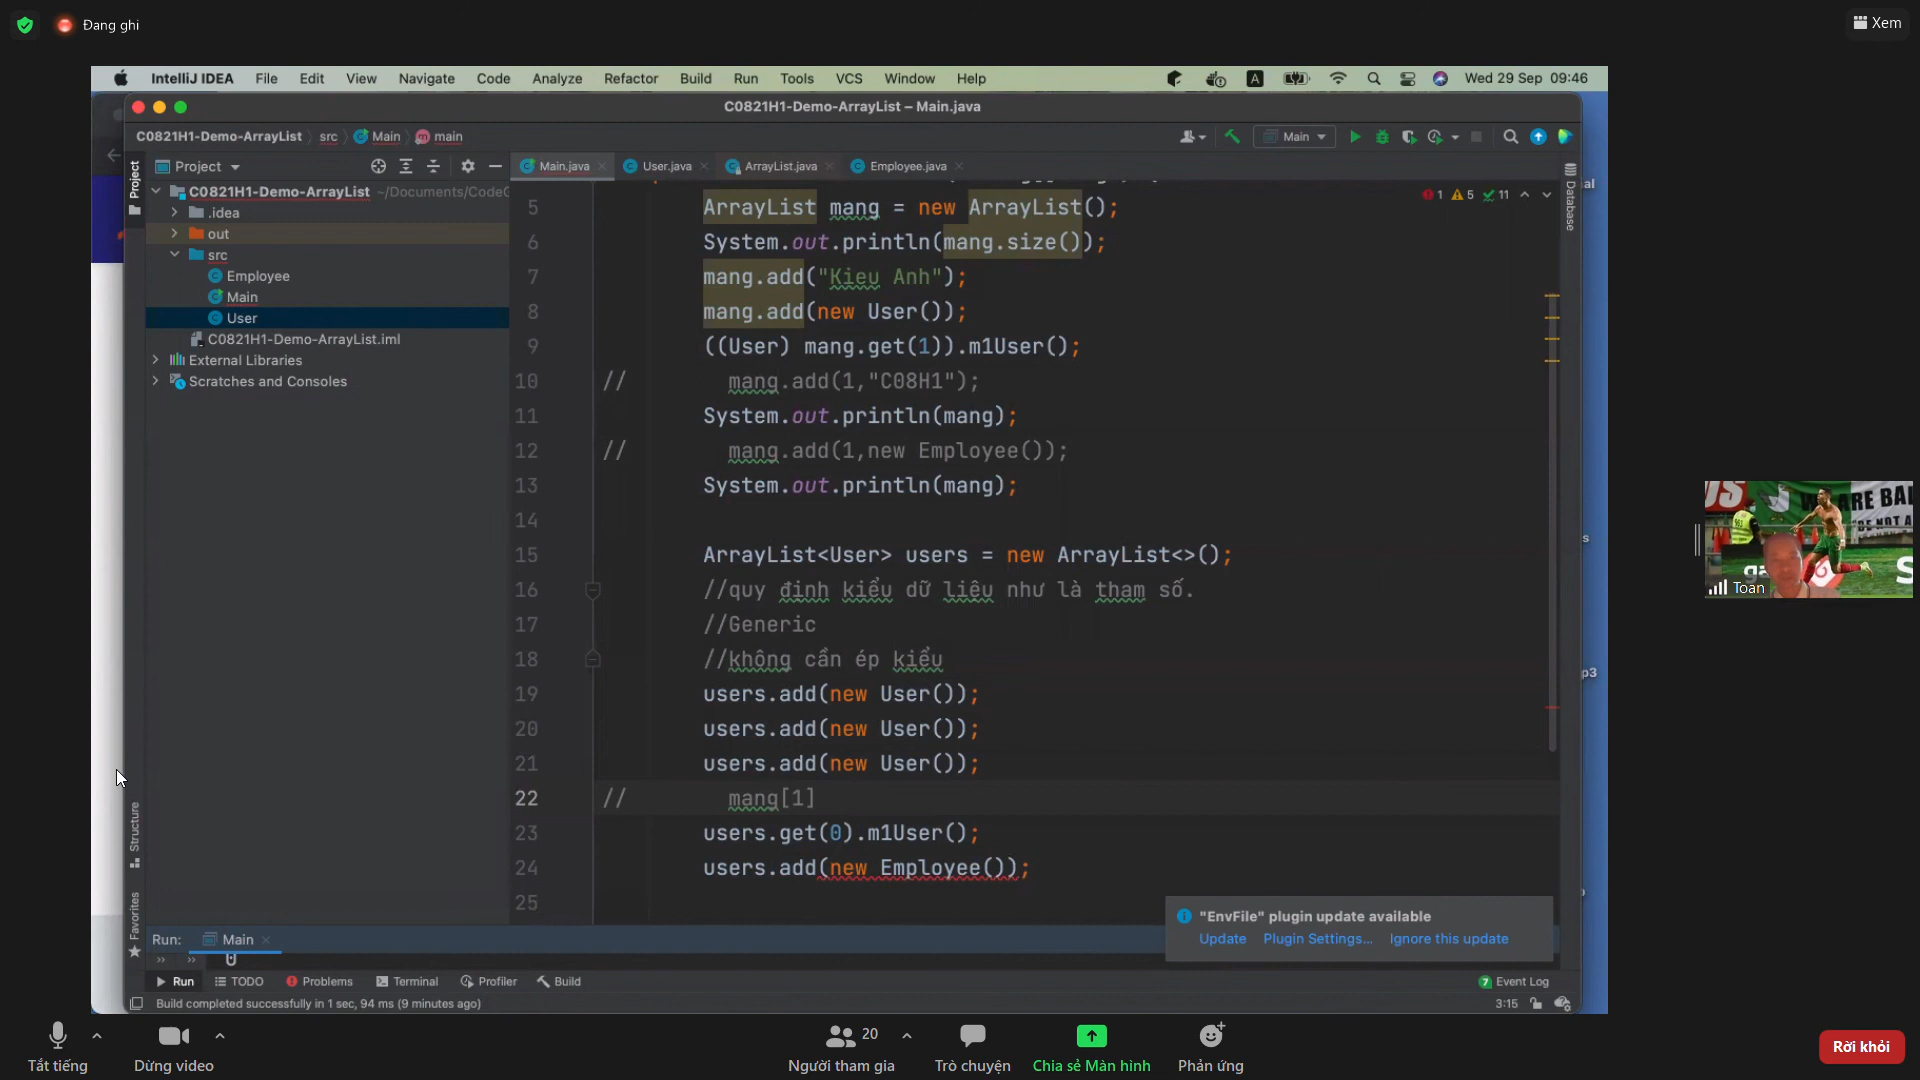 Đang ghi
Xem
IntelliJ IDEA File Edit View Navigate Code Analyze Refactor Build Run Tools VCS Window Help
A
Wed 29 Sep 09:46
C0821H1-Demo-ArrayList – Main.java
C0821H1-Demo-ArrayList src Main main
Main
Project
Main.java User.java ArrayList.java Employee.java
Project
C0821H1-Demo-ArrayList ~/Documents/CodeG
.idea
out
src
Employee
Main
User
C0821H1-Demo-ArrayList.iml
External Libraries
Scratches and Consoles
1 5 11
Database
5 ArrayList mang = new ArrayList();
6 System.out.println(mang.size());
7 mang.add("Kieu Anh");
8 mang.add(new User());
9 ((User) mang.get(1)).m1User();
10 // mang.add(1,"C08H1");
11 System.out.println(mang);
12 // mang.add(1,new Employee());
13 System.out.println(mang);
14
15 ArrayList<User> users = new ArrayList<>();
16 //quy định kiểu dữ liệu như là tham số.
17 //Generic
18 //không cần ép kiểu
19 users.add(new User());
20 users.add(new User());
21 users.add(new User());
22 // mang[1]
23 users.get(0).m1User();
24 users.add(new Employee());
25
Structure
Favorites
"EnvFile" plugin update available
Update Plugin Settings... Ignore this update
Run: Main
Run TODO Problems Terminal Profiler Build
7 Event Log
Build completed successfully in 1 sec, 94 ms (9 minutes ago)
3:15
al
s
p3
Toan
Tắt tiếng
Dừng video
20
Người tham gia
Trò chuyện
Chia sẻ Màn hình
Phản ứng
Rời khỏi